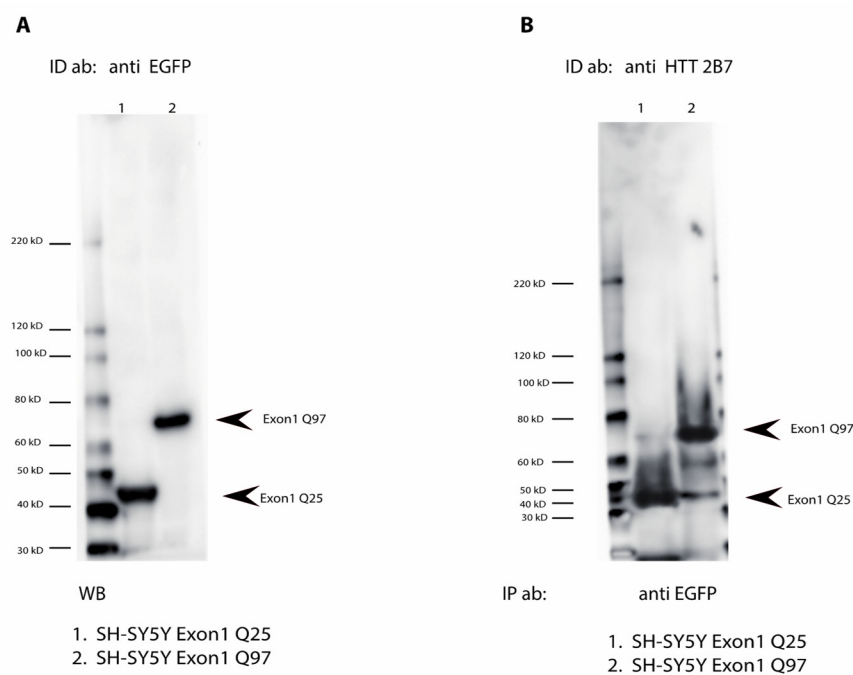 A
ID ab: anti EGFP
1 2
220 kD
120 kD
100 kD
80 kD
60 kD
50 kD
40 kD
30 kD
Exon1 Q97
Exon1 Q25
WB
1. SH-SY5Y Exon1 Q25
2. SH-SY5Y Exon1 Q97
B
ID ab: anti HTT 2B7
1 2
220 kD
120 kD
100 kD
80 kD
60 kD
50 kD
40 kD
30 kD
Exon1 Q97
Exon1 Q25
IP ab: anti EGFP
1. SH-SY5Y Exon1 Q25
2. SH-SY5Y Exon1 Q97